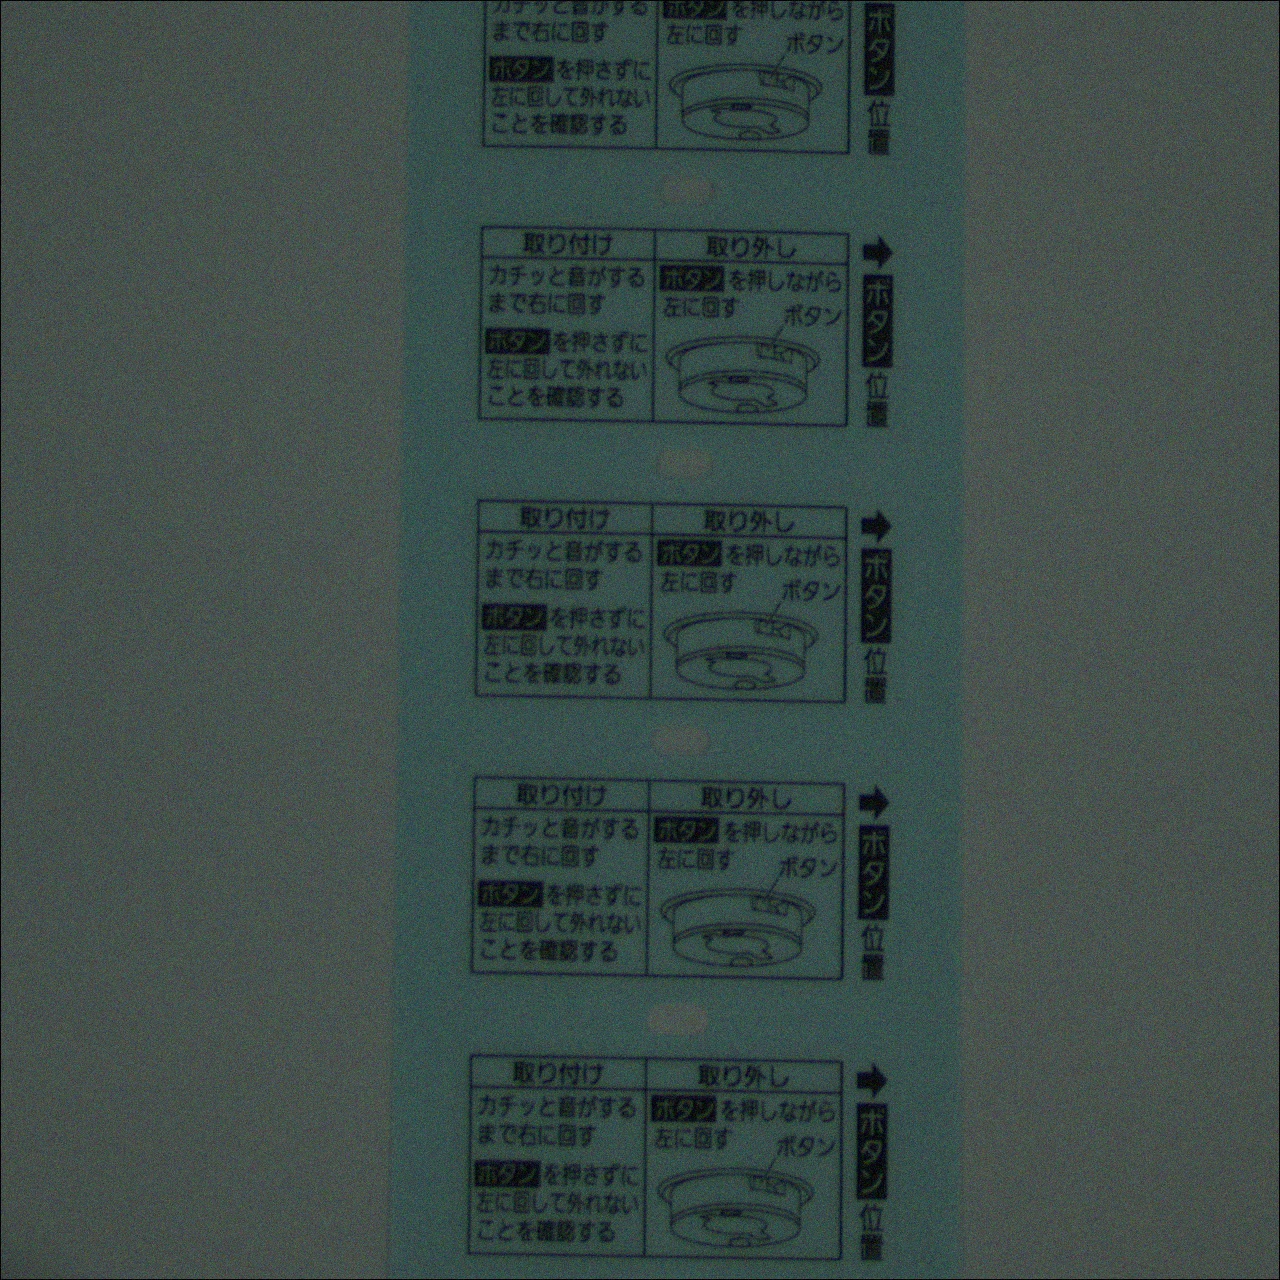 カチッと音がする
まで右に回す
ボタンを押さずに
左に回して外れない
ことを確認する
ボタンを押しながら
左に回す
ボタン
ボタン位置
取り付け
カチッと音がする
まで右に回す
ボタンを押さずに
左に回して外れない
ことを確認する
取り外し
ボタンを押しながら
左に回す
ボタン
➡ボタン位置
取り付け
カチッと音がする
まで右に回す
ボタンを押さずに
左に回して外れない
ことを確認する
取り外し
ボタンを押しながら
左に回す
ボタン
➡ボタン位置
取り付け
カチッと音がする
まで右に回す
ボタンを押さずに
左に回して外れない
ことを確認する
取り外し
ボタンを押しながら
左に回す
ボタン
➡ボタン位置
取り付け
カチッと音がする
まで右に回す
ボタンを押さずに
左に回して外れない
ことを確認する
取り外し
ボタンを押しながら
左に回す
ボタン
➡ボタン位置